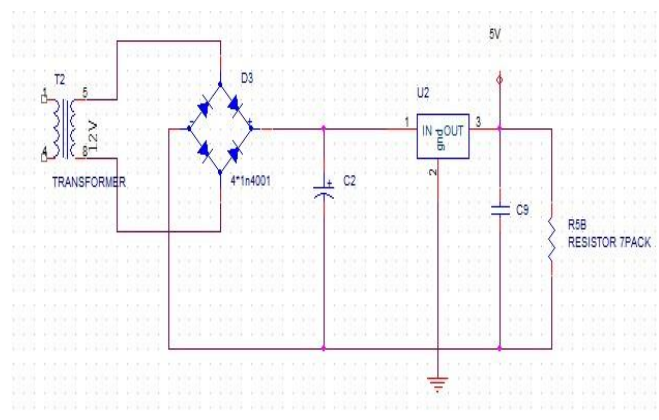 5V
T2
D3
1
5
U2
12V
1
IN
OUT
3
gnd
4
8
-
+
2
TRANSFORMER
4*1n4001
+
C2
C9
R5B
RESISTOR 7PACK